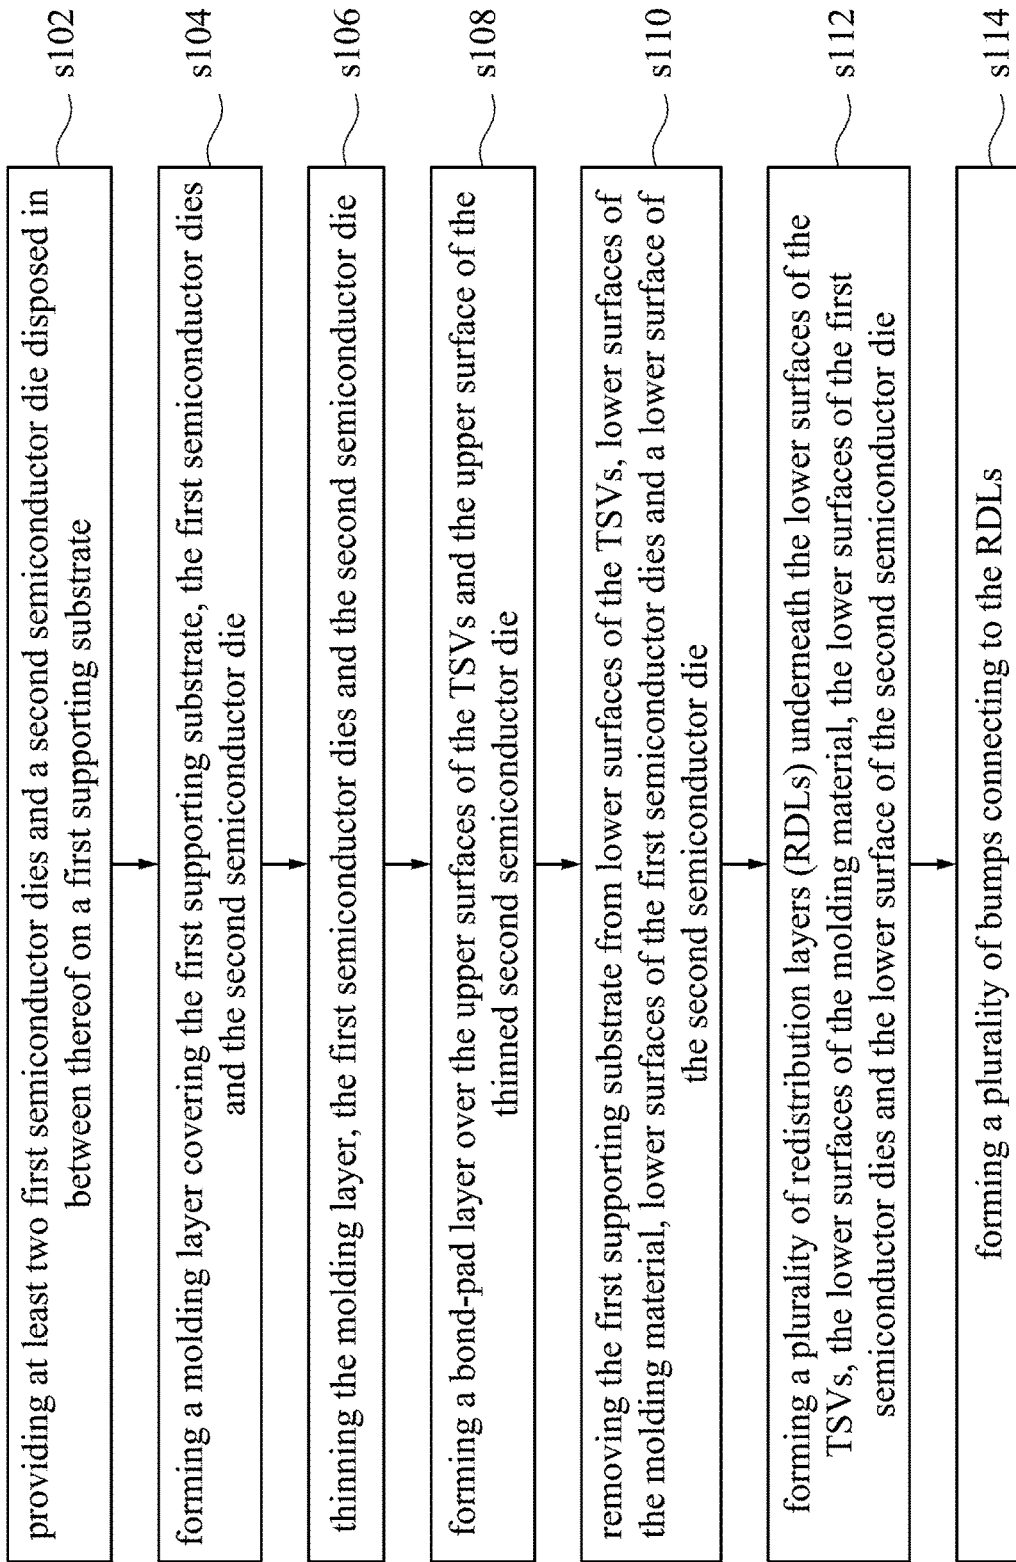 providing at least two first semiconductor dies and a second semiconductor die disposed in
between thereof on a first supporting substrate
s102
forming a molding layer covering the first supporting substrate, the first semiconductor dies
and the second semiconductor die
s104
thinning the molding layer, the first semiconductor dies and the second semiconductor die
s106
forming a bond-pad layer over the upper surfaces of the TSVs and the upper surface of the
thinned second semiconductor die
s108
removing the first supporting substrate from lower surfaces of the TSVs, lower surfaces of
the molding material, lower surfaces of the first semiconductor dies and a lower surface of
the second semiconductor die
s110
forming a plurality of redistribution layers (RDLs) underneath the lower surfaces of the
TSVs, the lower surfaces of the molding material, the lower surfaces of the first
semiconductor dies and the lower surface of the second semiconductor die
s112
forming a plurality of bumps connecting to the RDLs
s114